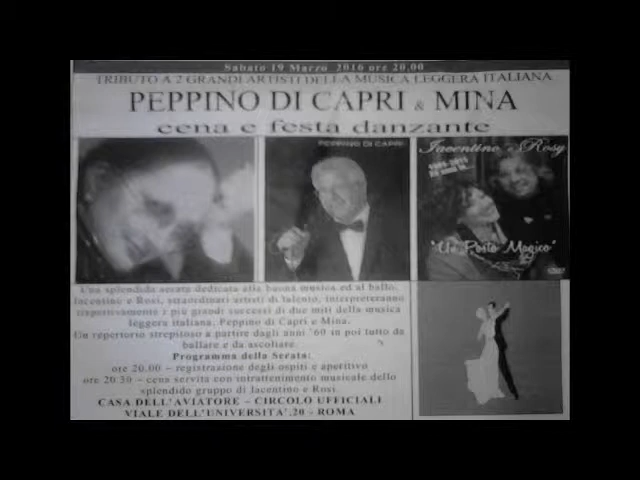 Sabato 19 Marzo 2016 ore 20.00
TRIBUTO A 2 GRANDI ARTISTI DELLA MUSICA LEGGERA ITALIANA
PEPPINO DI CAPRI & MINA
cena e festa danzante
PEPPINO DI CAPRI
Iacentino & Rosy
"Un Posto Magico"
Una splendida serata dedicata alla buona musica ed al ballo.
Iacentino e Rosi, straordinari artisti di talento, interpreteranno
rispettivamente i più grandi successi di due miti della musica
leggera italiana. Peppino di Capri e Mina.
Un repertorio strepitoso a partire dagli anni '60 in poi tutto da
ballare e da ascoltare.
Programma della Serata:
ore 20.00 – registrazione degli ospiti e aperitivo
ore 20.30 – cena servita con intrattenimento musicale dello
splendido gruppo di Iacentino e Rosi.
CASA DELL'AVIATORE – CIRCOLO UFFICIALI
VIALE DELL'UNIVERSITA'.20 – ROMA